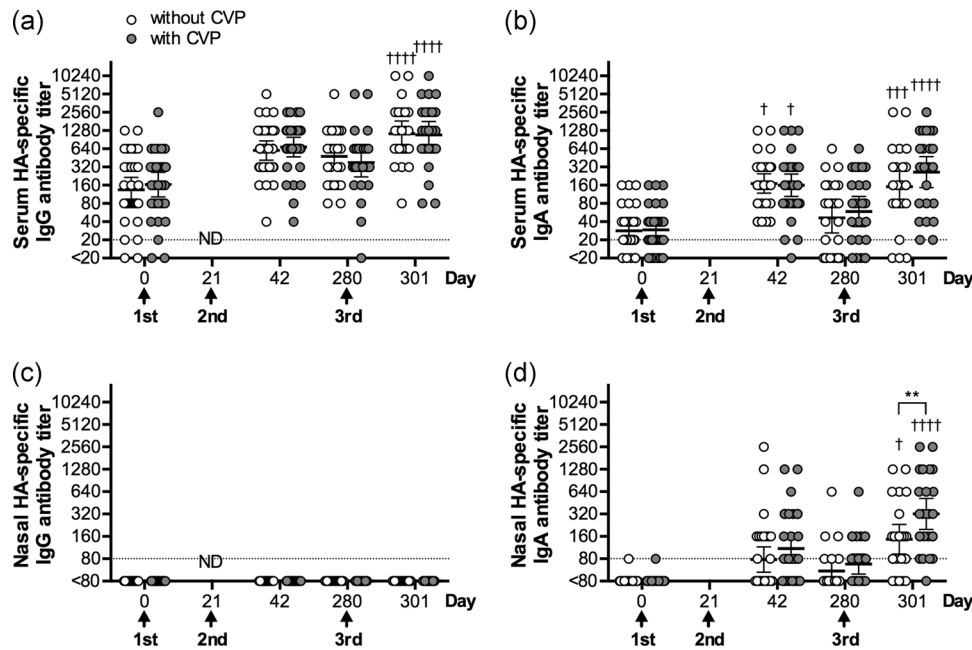 (a)
without CVP
with CVP
†††† ††††
Serum HA-specific
IgG antibody titer
10240
5120
2560
1280
640
320
160
80
40
20
<20
ND
0 21 42 280 301 Day
1st 2nd 3rd
(b)
† † ††† ††††
Serum HA-specific
IgA antibody titer
10240
5120
2560
1280
640
320
160
80
40
20
<20
0 21 42 280 301 Day
1st 2nd 3rd
(c)
Nasal HA-specific
IgG antibody titer
10240
5120
2560
1280
640
320
160
80
<80
ND
0 21 42 280 301 Day
1st 2nd 3rd
(d)
**
† ††††
Nasal HA-specific
IgA antibody titer
10240
5120
2560
1280
640
320
160
80
<80
0 21 42 280 301 Day
1st 2nd 3rd